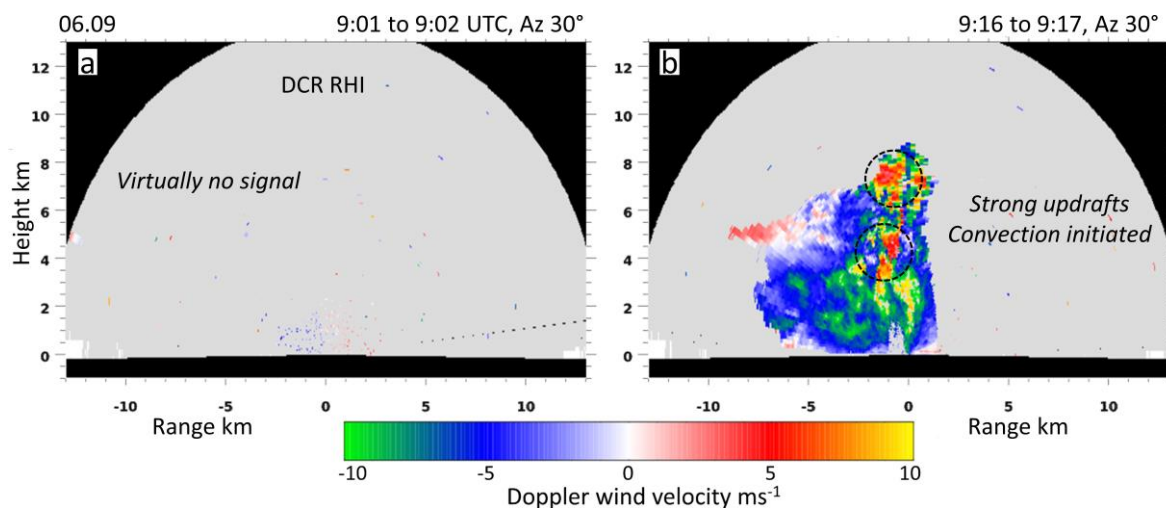 06.09
9:01 to 9:02 UTC, Az 30°
9:16 to 9:17, Az 30°
a
DCR RHI
Virtually no signal
b
Strong updrafts
Convection initiated
Height km
12
10
8
6
4
2
0
12
10
8
6
4
2
0
-10 -5 0 5 10
-10 -5 0 5 10
Range km
Range km
-10 -5 0 5 10
Doppler wind velocity ms⁻¹